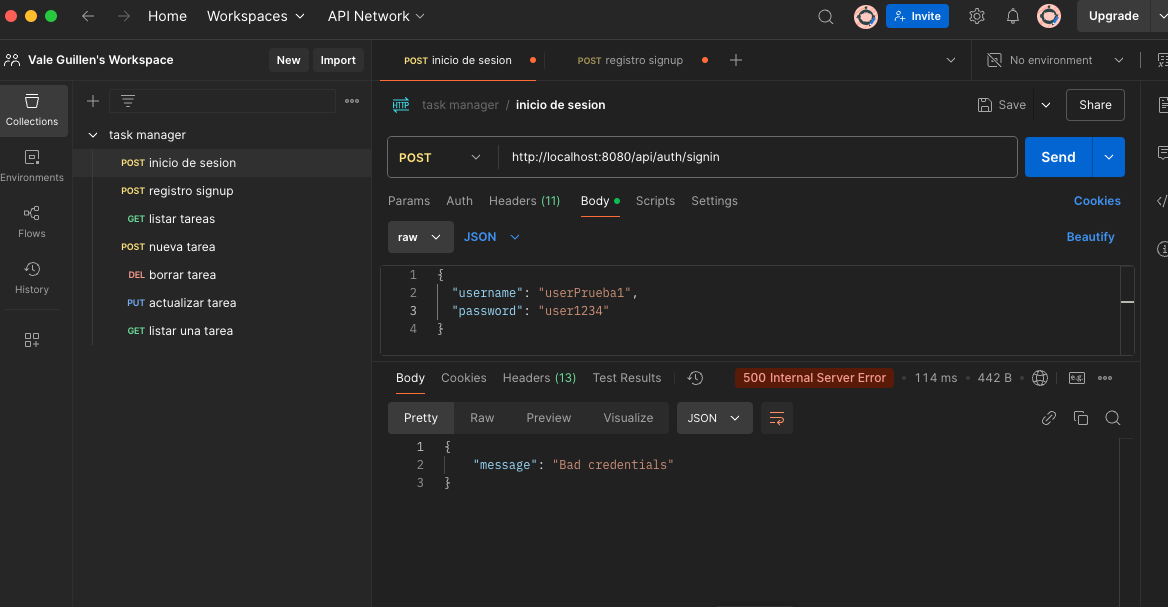 Home Workspaces API Network Invite Upgrade
Vale Guillen's Workspace New Import POST inicio de sesion POST registro signup No environment
HTTP task manager / inicio de sesion Save Share
Collections
Environments
Flows
History
task manager
POST inicio de sesion
POST registro signup
GET listar tareas
POST nueva tarea
DEL borrar tarea
PUT actualizar tarea
GET listar una tarea
POST http://localhost:8080/api/auth/signin Send
Params Auth Headers (11) Body Scripts Settings Cookies
raw JSON Beautify
1 {
2 "username": "userPrueba1",
3 "password": "user1234"
4 }
Body Cookies Headers (13) Test Results 500 Internal Server Error 114 ms 442 B e.g.
Pretty Raw Preview Visualize JSON
1 {
2 "message": "Bad credentials"
3 }